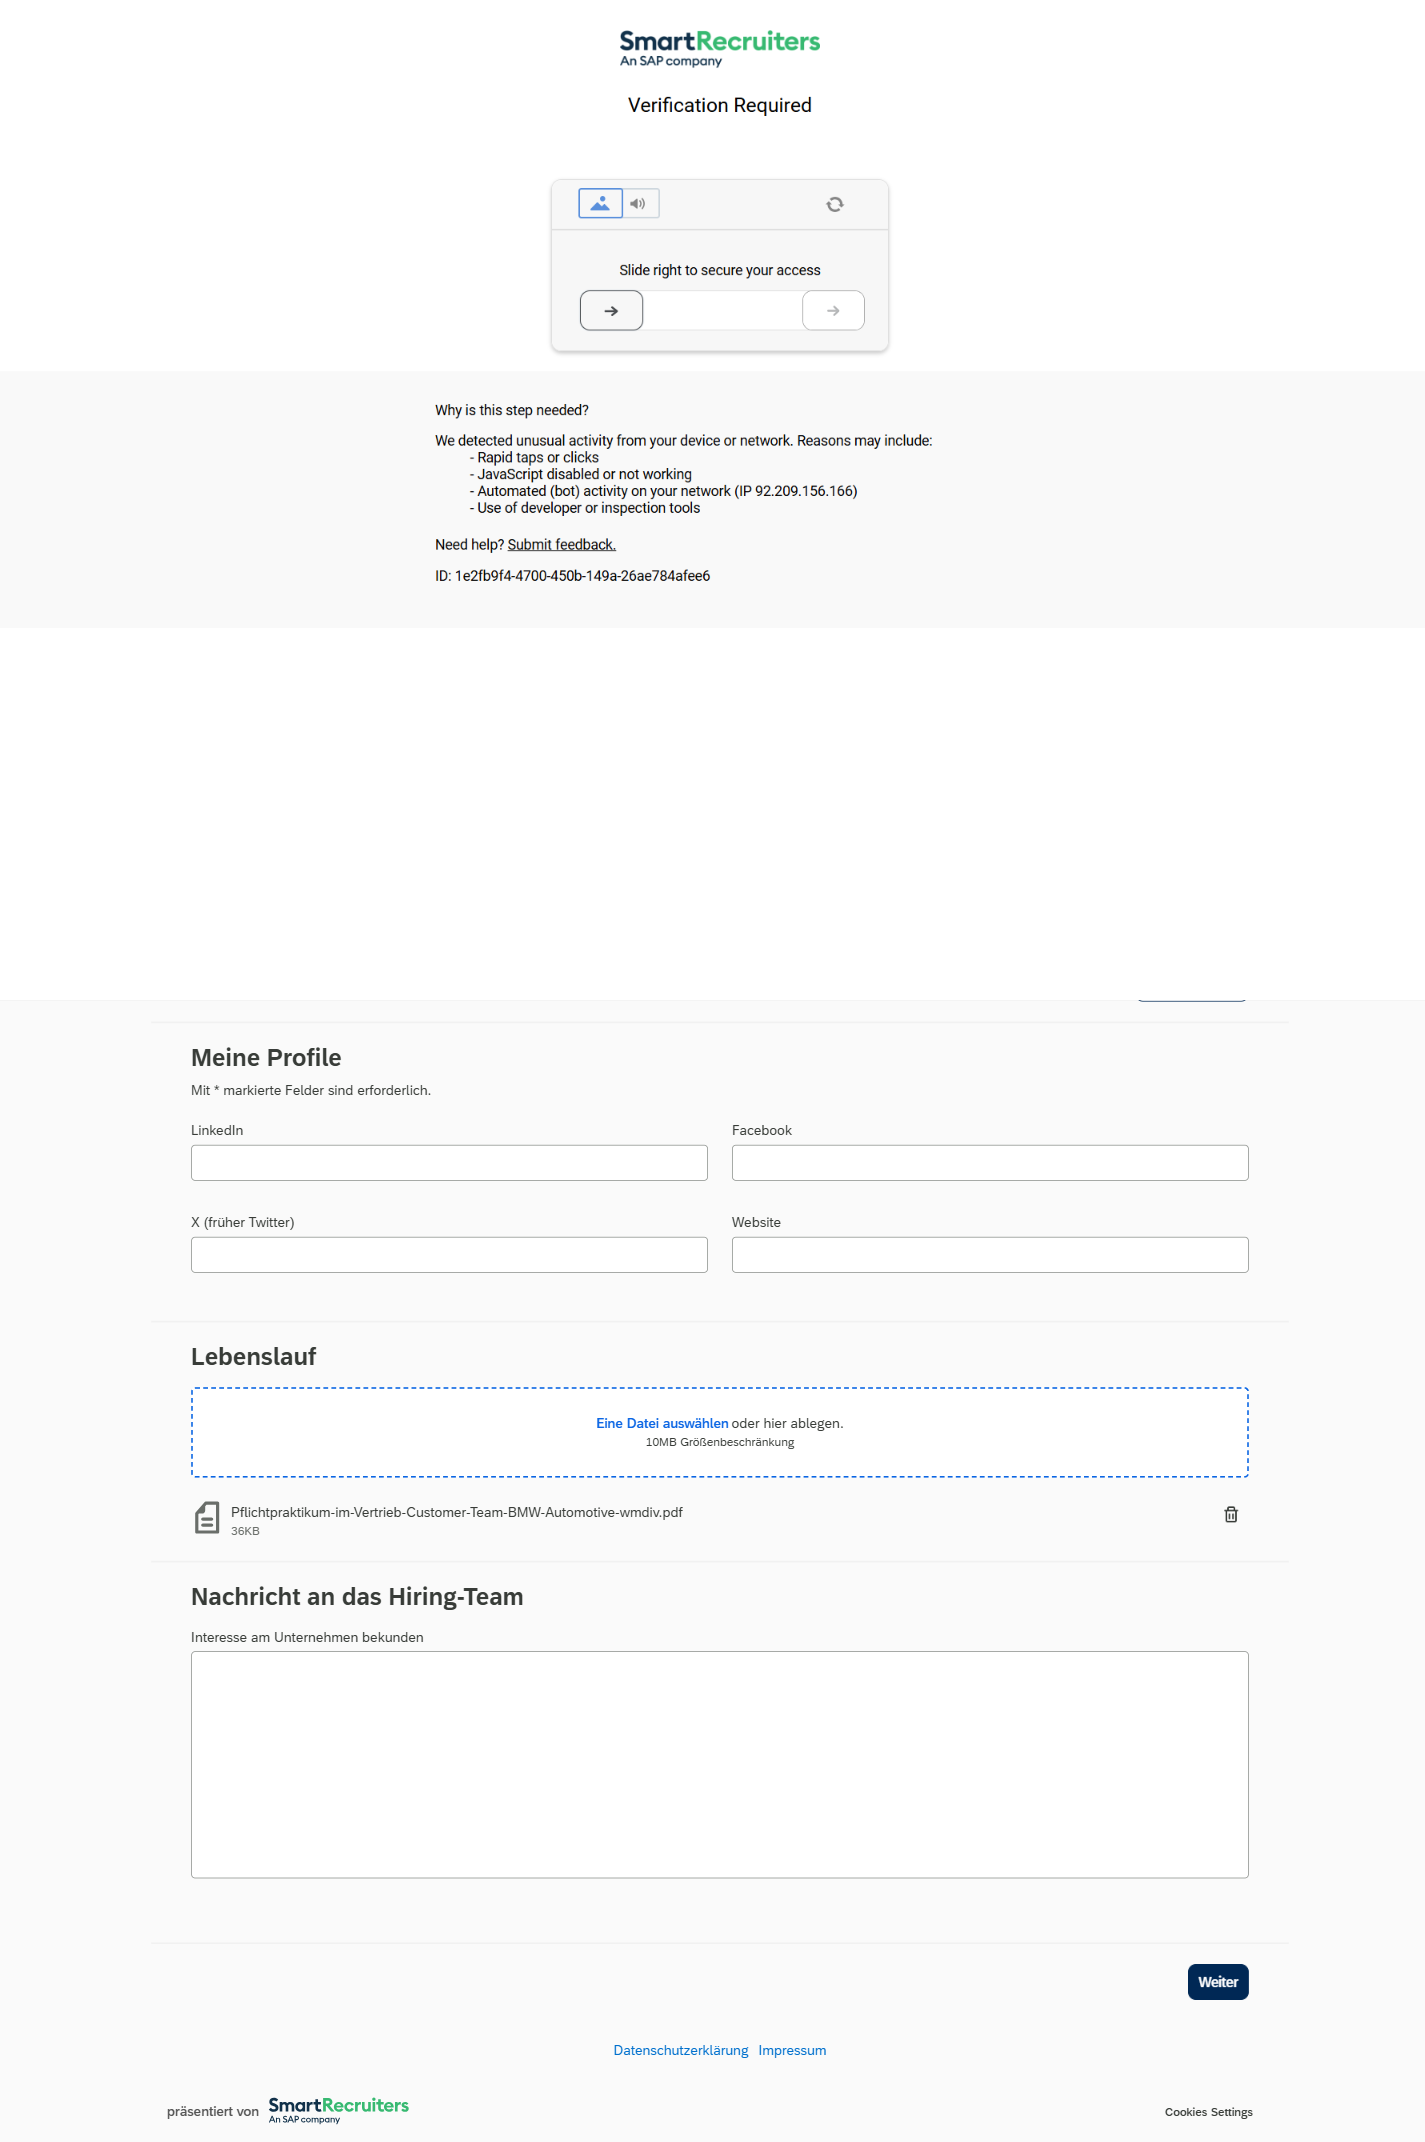 SmartRecruiters
An SAP company
Verification Required
Slide right to secure your access
Why is this step needed?
We detected unusual activity from your device or network. Reasons may include:
- Rapid taps or clicks
- JavaScript disabled or not working
- Automated (bot) activity on your network (IP 92.209.156.166)
- Use of developer or inspection tools
Need help? Submit feedback.
ID: 1e2fb9f4-4700-450b-149a-26ae784afee6
Meine Profile
Mit * markierte Felder sind erforderlich.
LinkedIn
Facebook
X (früher Twitter)
Website
Lebenslauf
Eine Datei auswählen oder hier ablegen.
10MB Größenbeschränkung
Pflichtpraktikum-im-Vertrieb-Customer-Team-BMW-Automotive-wmdiv.pdf
36KB
Nachricht an das Hiring-Team
Interesse am Unternehmen bekunden
Weiter
Datenschutzerklärung Impressum
präsentiert von SmartRecruiters
An SAP company
Cookies Settings